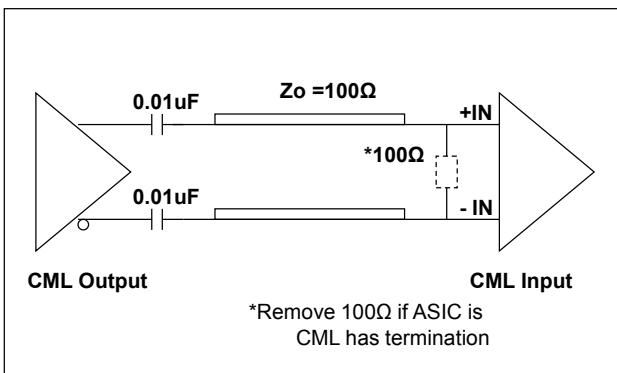 0.01uF
Zo =100Ω
+IN
*100Ω
0.01uF
- IN
CML Output
CML Input
*Remove 100Ω if ASIC is
CML has termination